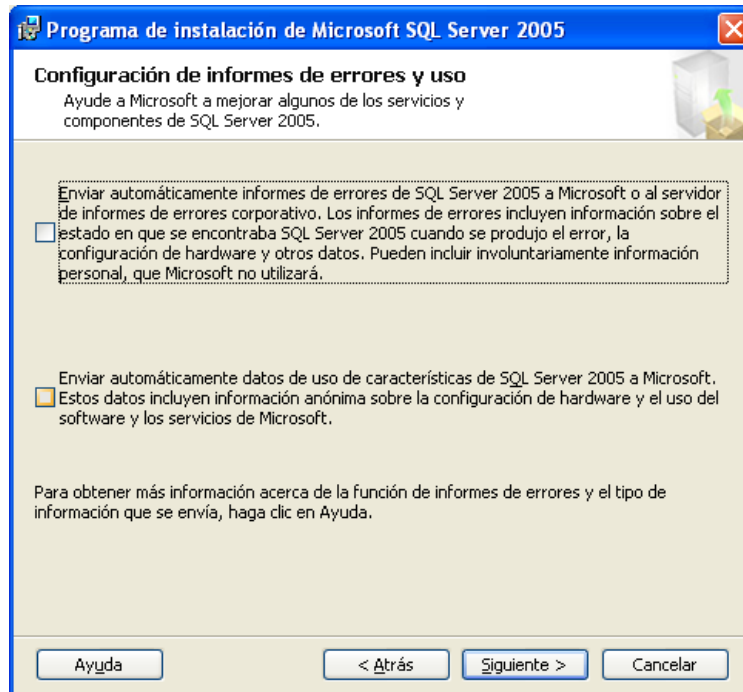 Programa de instalación de Microsoft SQL Server 2005
Configuración de informes de errores y uso
Ayude a Microsoft a mejorar algunos de los servicios y
componentes de SQL Server 2005.
Enviar automáticamente informes de errores de SQL Server 2005 a Microsoft o al servidor
de informes de errores corporativo. Los informes de errores incluyen información sobre el
estado en que se encontraba SQL Server 2005 cuando se produjo el error, la
configuración de hardware y otros datos. Pueden incluir involuntariamente información
personal, que Microsoft no utilizará.
Enviar automáticamente datos de uso de características de SQL Server 2005 a Microsoft.
Estos datos incluyen información anónima sobre la configuración de hardware y el uso del
software y los servicios de Microsoft.
Para obtener más información acerca de la función de informes de errores y el tipo de
información que se envía, haga clic en Ayuda.
Ayuda < Atrás Siguiente > Cancelar